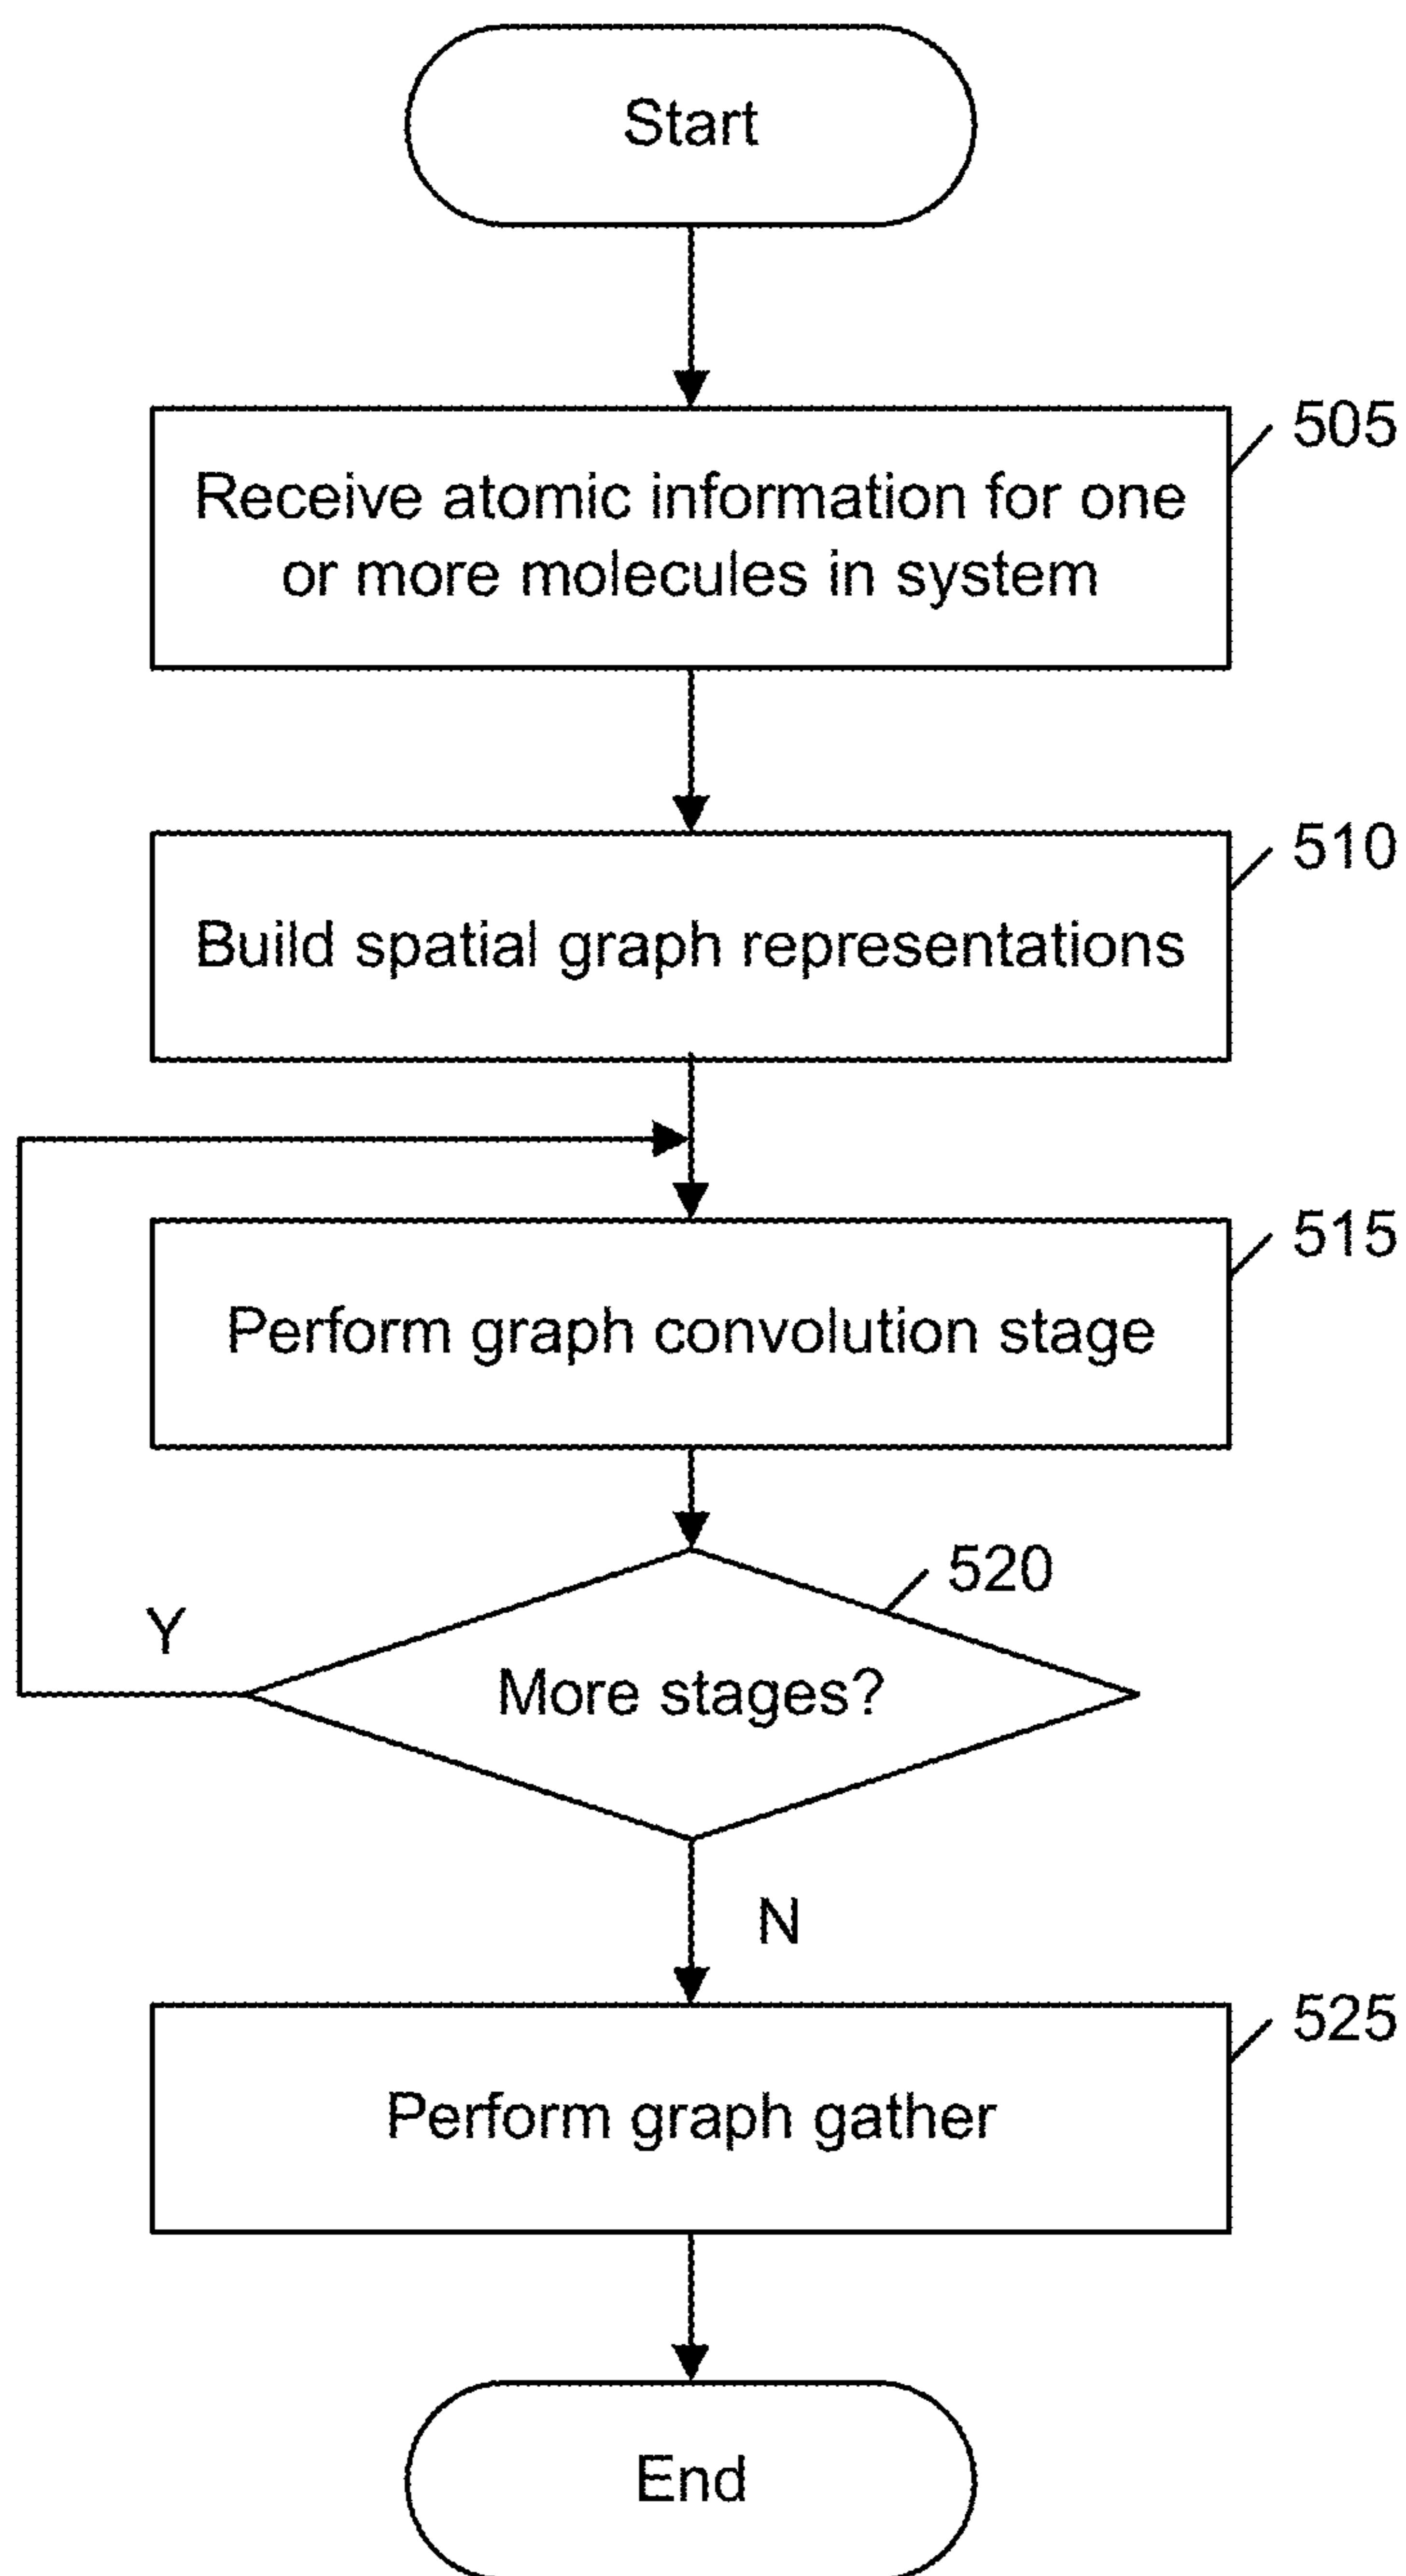 Start
505
Receive atomic information for one
or more molecules in system
510
Build spatial graph representations
515
Perform graph convolution stage
520
Y
More stages?
N
525
Perform graph gather
End